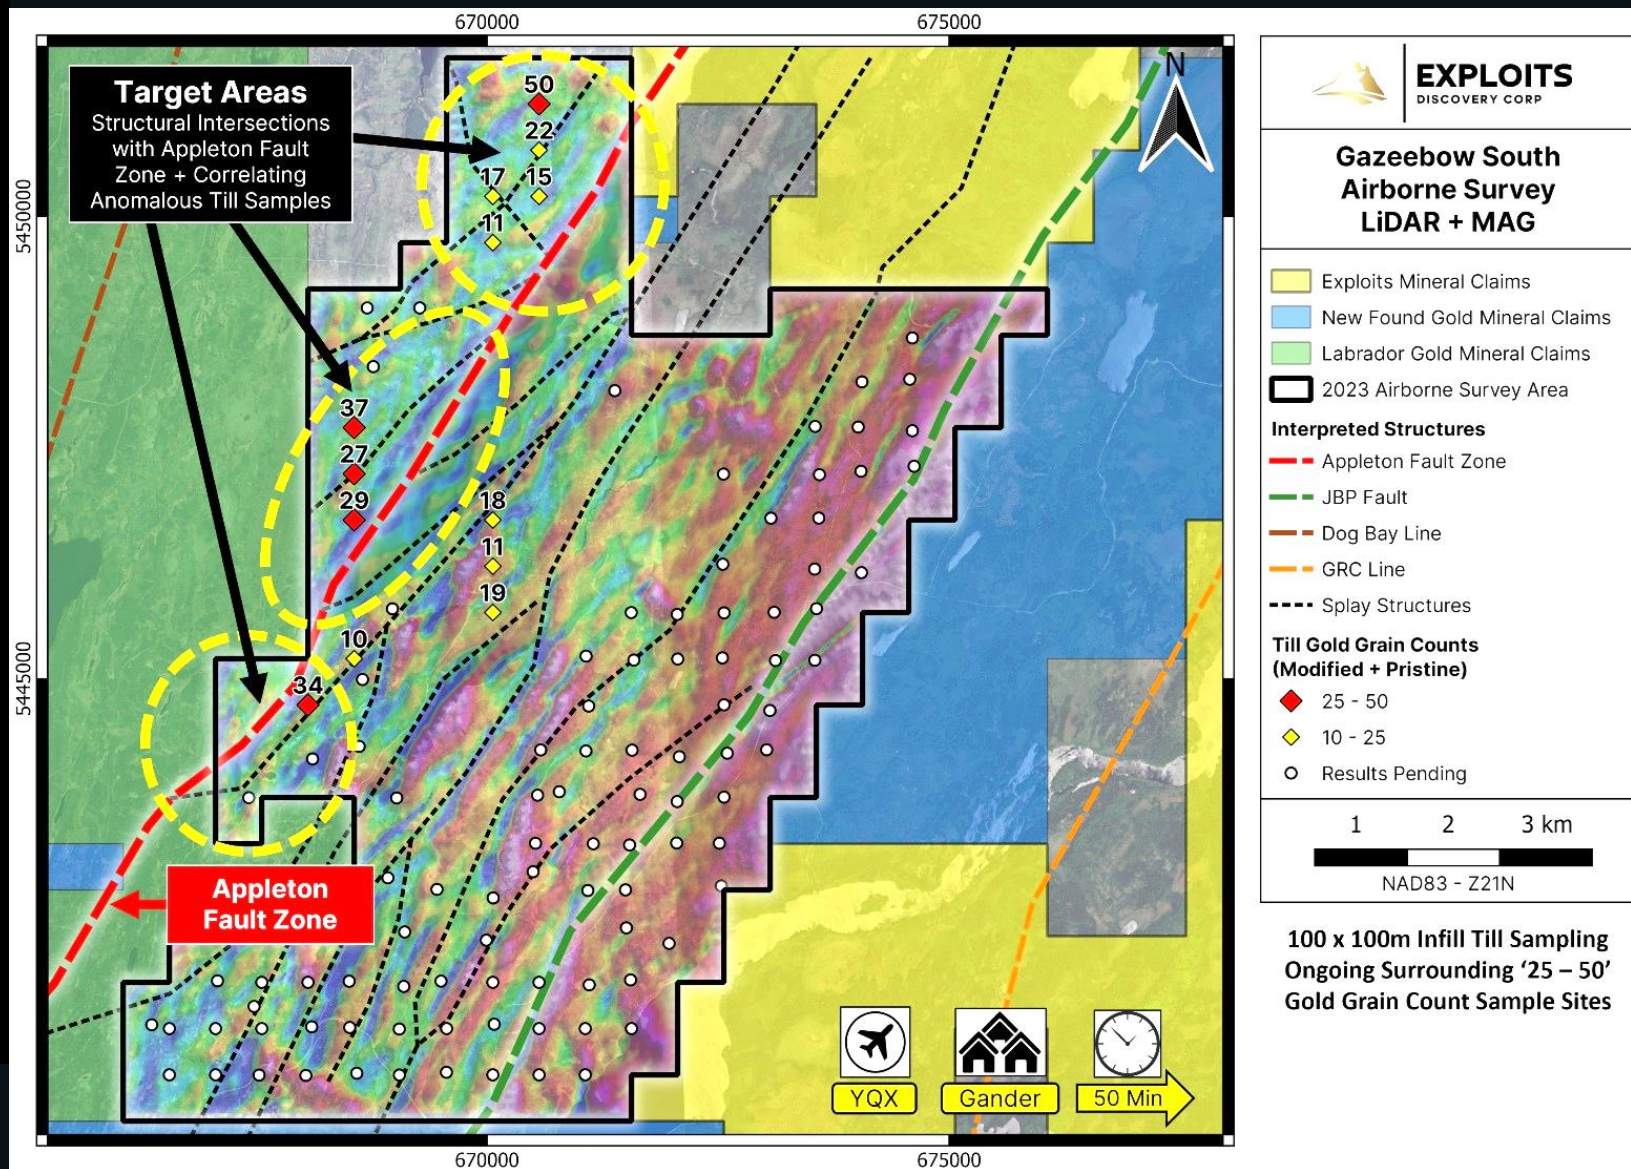 670000
675000
Target Areas
Structural Intersections
with Appleton Fault
Zone + Correlating
Anomalous Till Samples
50
22
17
15
11
37
27
29
18
11
19
10
34
5450000
5445000
Appleton
Fault Zone
N
YQX
Gander
50 Min
670000
675000
EXPLOITS
DISCOVERY CORP
Gazeebow South
Airborne Survey
LiDAR + MAG
Exploits Mineral Claims
New Found Gold Mineral Claims
Labrador Gold Mineral Claims
2023 Airborne Survey Area
Interpreted Structures
Appleton Fault Zone
JBP Fault
Dog Bay Line
GRC Line
Splay Structures
Till Gold Grain Counts
(Modified + Pristine)
25 - 50
10 - 25
Results Pending
1 2 3 km
NAD83 - Z21N
100 x 100m Infill Till Sampling
Ongoing Surrounding ‘25 – 50’
Gold Grain Count Sample Sites